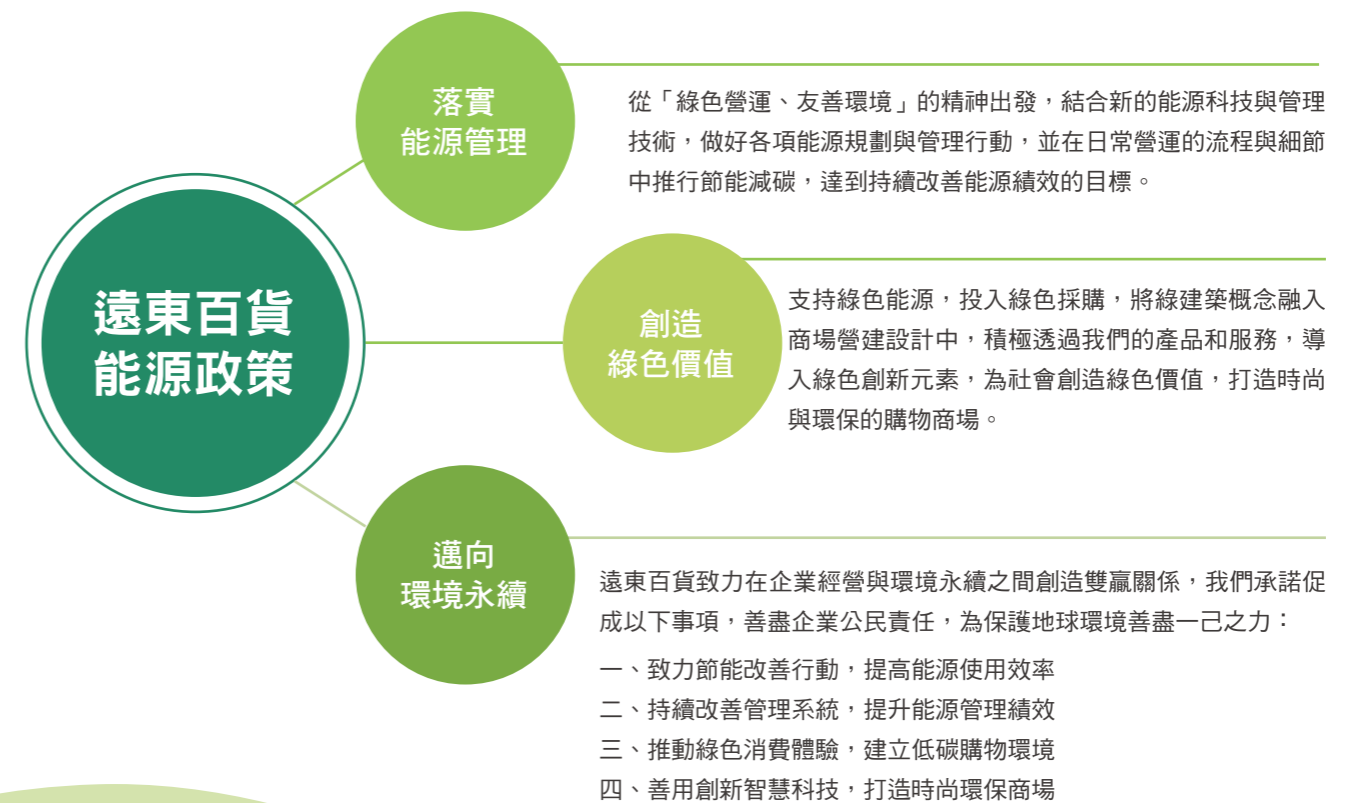 遠東百貨
能源政策
落實
能源管理
從「綠色營運、友善環境」的精神出發，結合新的能源科技與管理
技術，做好各項能源規劃與管理行動，並在日常營運的流程與細節
中推行節能減碳，達到持續改善能源績效的目標。
創造
綠色價值
支持綠色能源，投入綠色採購，將綠建築概念融入
商場營建設計中，積極透過我們的產品和服務，導
入綠色創新元素，為社會創造綠色價值，打造時尚
與環保的購物商場。
邁向
環境永續
遠東百貨致力在企業經營與環境永續之間創造雙贏關係，我們承諾促
成以下事項，善盡企業公民責任，為保護地球環境善盡一己之力：
一、致力節能改善行動，提高能源使用效率
二、持續改善管理系統，提升能源管理績效
三、推動綠色消費體驗，建立低碳購物環境
四、善用創新智慧科技，打造時尚環保商場